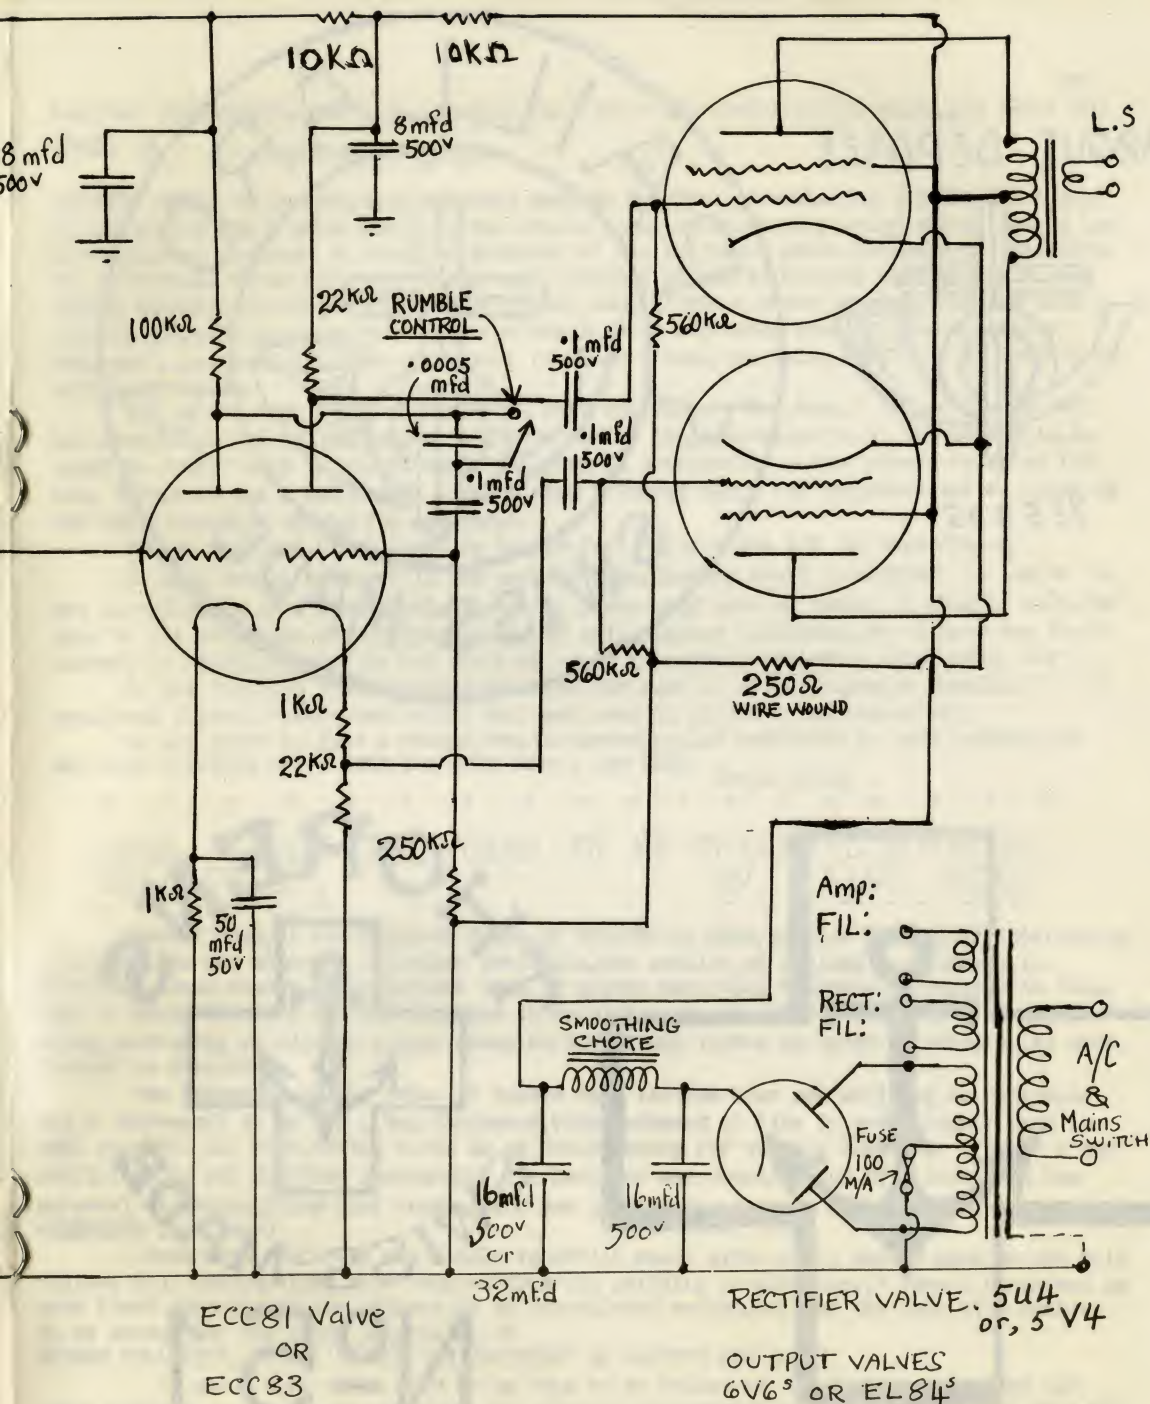 10KΩ
10KΩ
8 mfd
500v
8mfd
500v
L.S
100KΩ
22KΩ
RUMBLE
CONTROL
.0005
mfd
.1mfd
500v
560KΩ
.1mfd
500v
.1mfd
500v
560KΩ
250Ω
WIRE WOUND
1KΩ
22KΩ
250KΩ
1KΩ
50
mfd
50v
Amp:
FIL:
RECT:
FIL:
SMOOTHING
CHOKE
A/C
&
Mains
SWITCH
FUSE
100
M/A
16mfd
500v
or
32mfd
16mfd
500v
ECC81 Valve
OR
ECC83
RECTIFIER VALVE. 5U4
or, 5V4
OUTPUT VALVES
6V6s OR EL84s